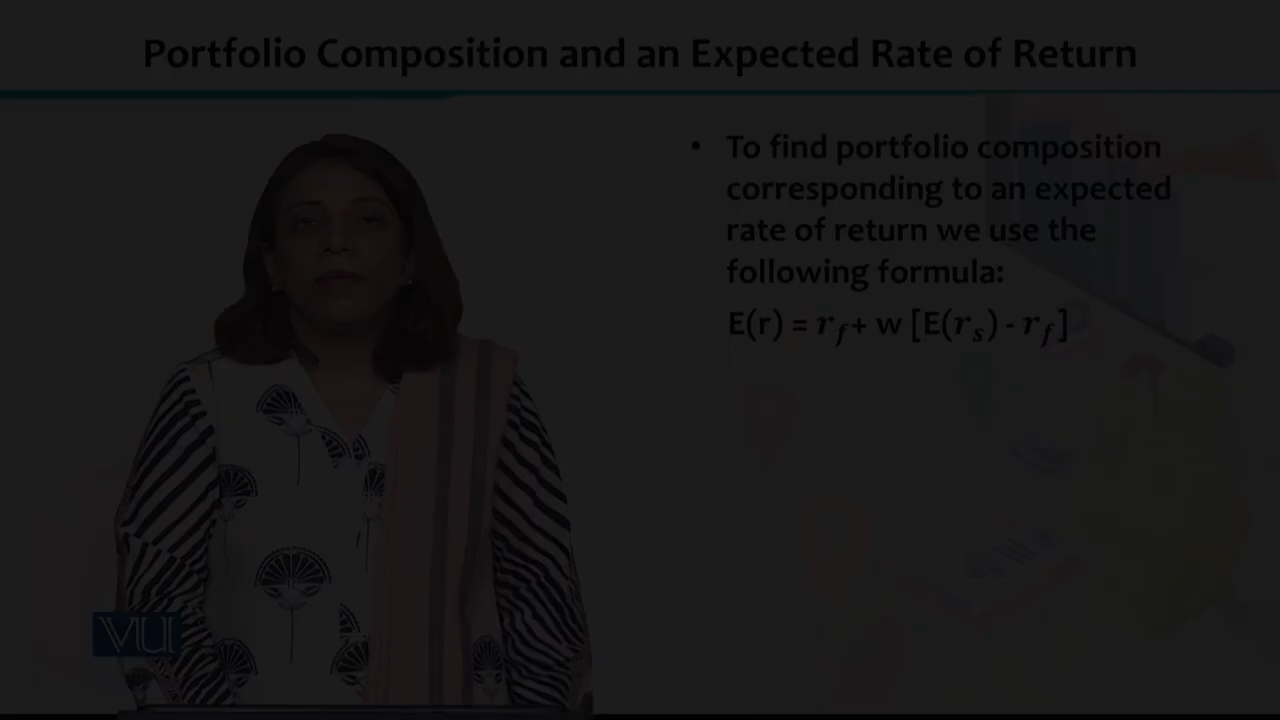 Portfolio Composition and an Expected Rate of Return
• To find portfolio composition
corresponding to an expected
rate of return we use the
following formula:
E(r) = r_f + w [E(r_s) - r_f]
VU